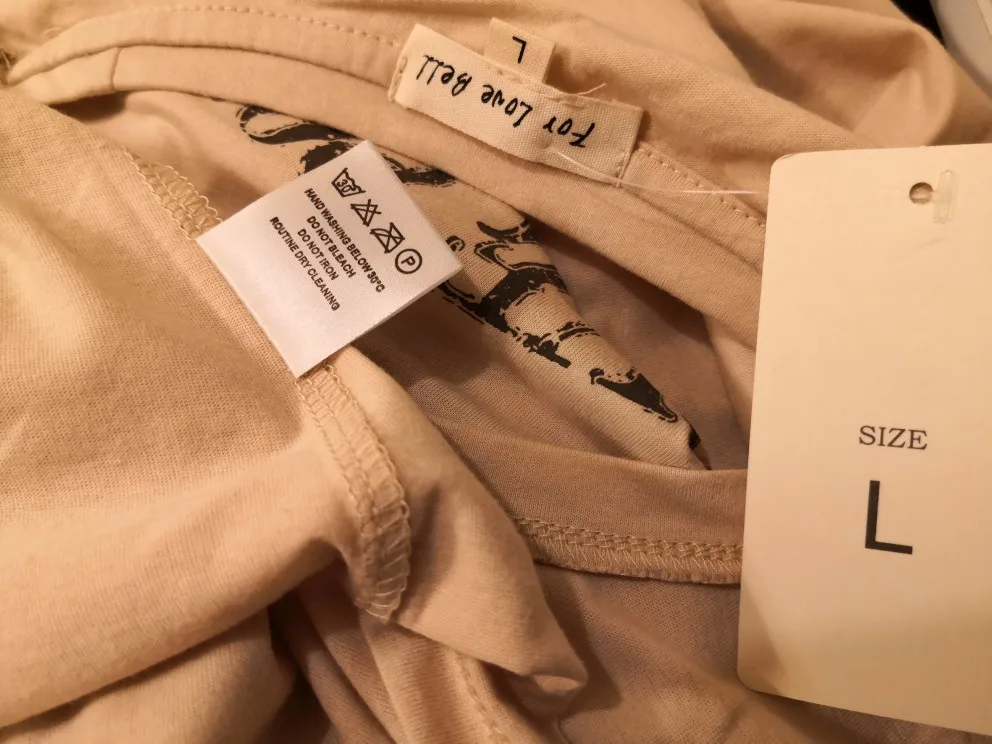 L
For Love Bell
30
P
HAND WASHING BELOW 30°C
DO NOT BLEACH
DO NOT IRON
ROUTINE DRY CLEANING
SIZE
L